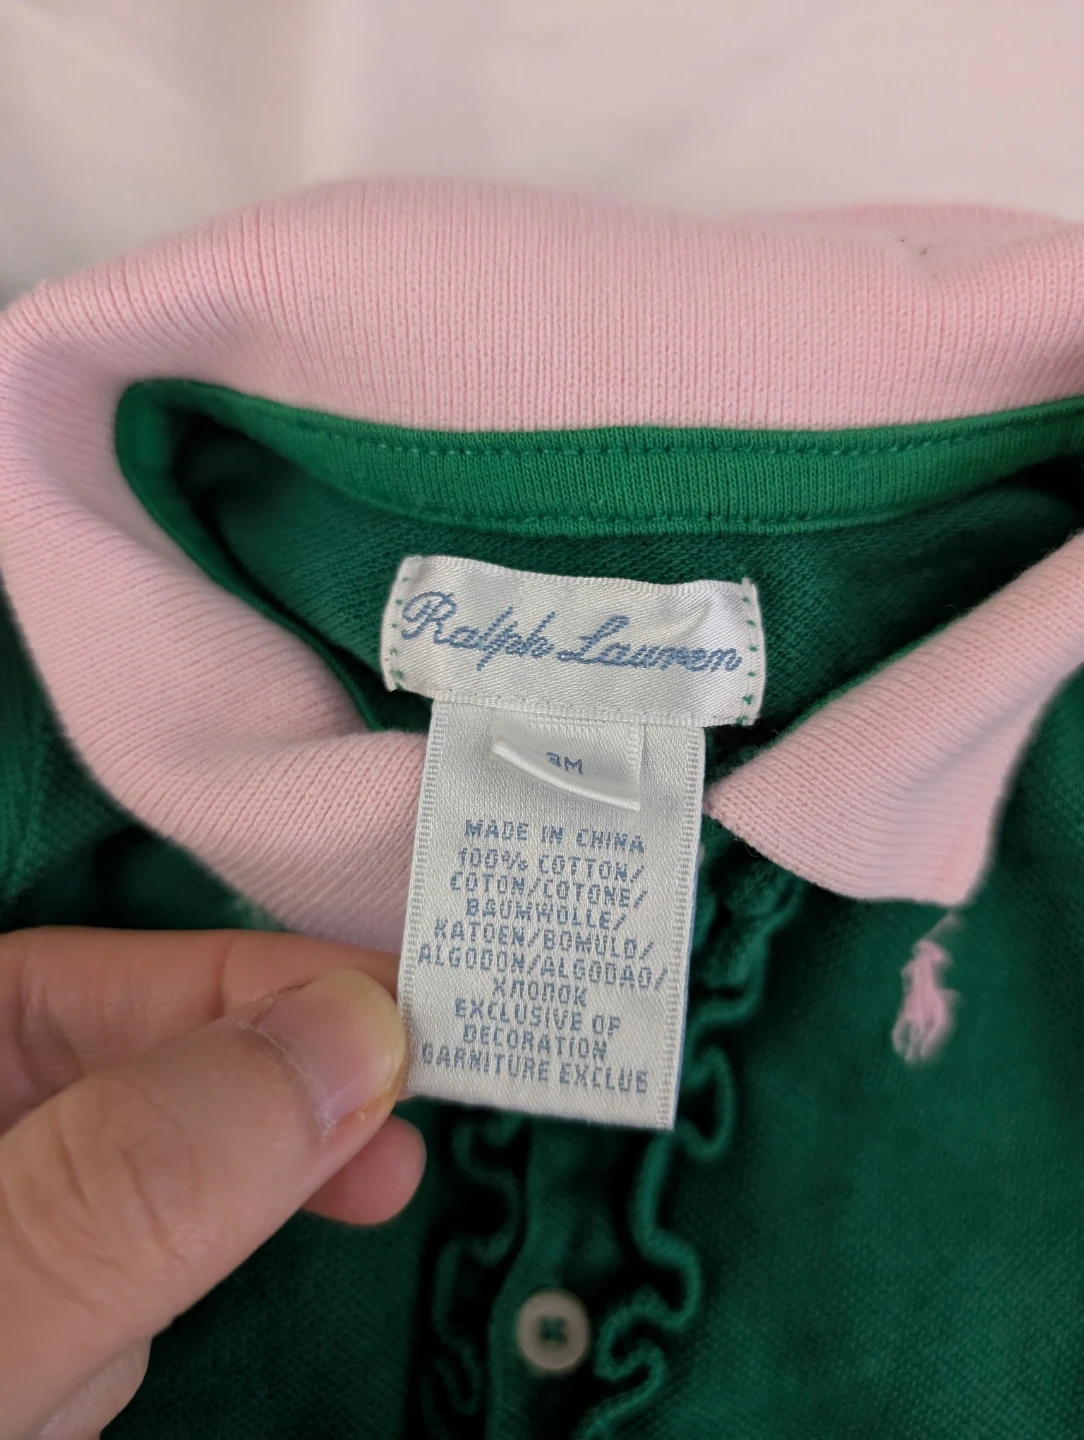 Ralph Lauren
3M
MADE IN CHINA
100% COTTON/
COTON/COTONE/
BAUMWOLLE/
KATOEN/BOMULD/
ALGODON/ALGODAO/
ХЛОПОК
EXCLUSIVE OF
DECORATION
GARNITURE EXCLUE